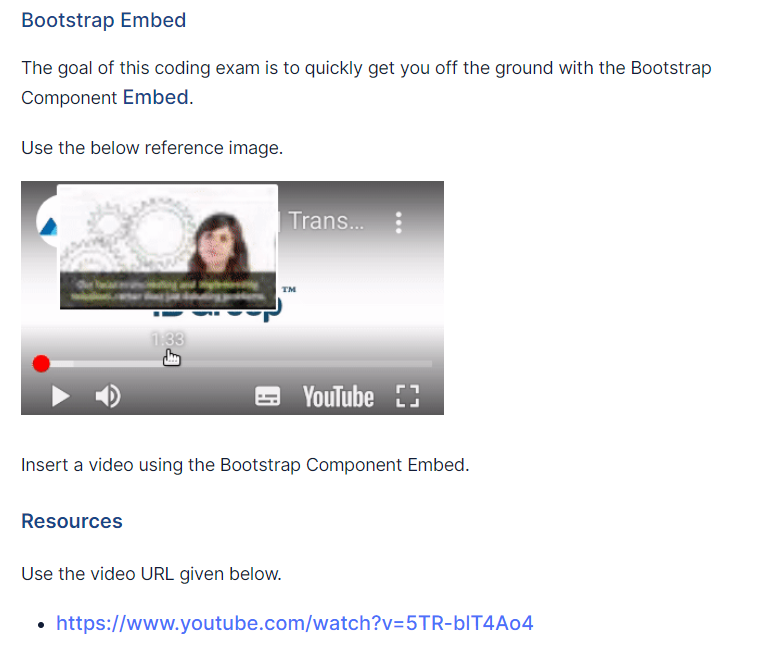 Bootstrap Embed
The goal of this coding exam is to quickly get you off the ground with the Bootstrap
Component Embed.
Use the below reference image.
Trans...
TM
1:33
YouTube
Insert a video using the Bootstrap Component Embed.
Resources
Use the video URL given below.
• https://www.youtube.com/watch?v=5TR-blT4Ao4